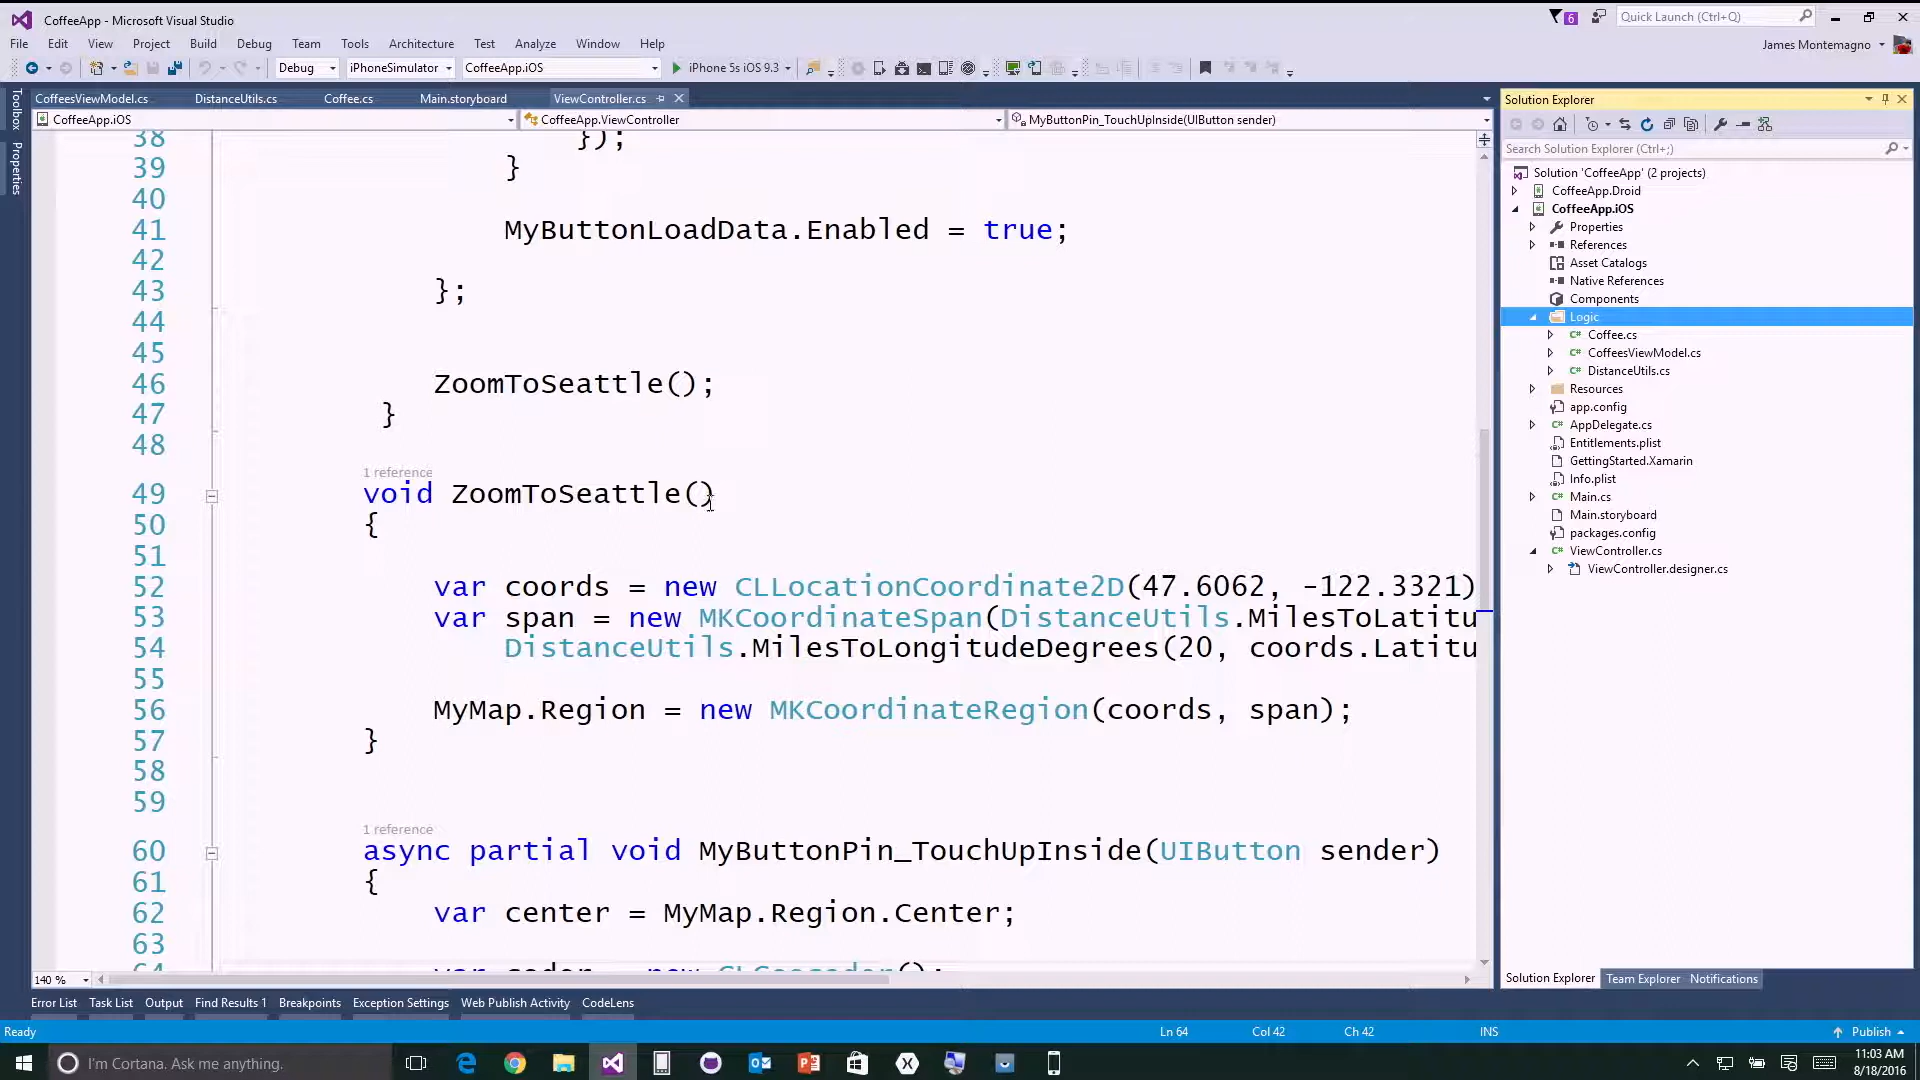 CoffeeApp - Microsoft Visual Studio
6
Quick Launch (Ctrl+Q)
File Edit View Project Build Debug Team Tools Architecture Test Analyze Window Help
James Montemagno
Debug iPhoneSimulator CoffeeApp.iOS iPhone 5s iOS 9.3
Toolbox
Properties
CoffeesViewModel.cs DistanceUtils.cs Coffee.cs Main.storyboard ViewController.cs
CoffeeApp.iOS CoffeeApp.ViewController MyButtonPin_TouchUpInside(UIButton sender)
38 });
39 }
40
41 MyButtonLoadData.Enabled = true;
42
43 };
44
45
46 ZoomToSeattle();
47 }
48
1 reference
49 void ZoomToSeattle()
50 {
51
52 var coords = new CLLocationCoordinate2D(47.6062, -122.3321)
53 var span = new MKCoordinateSpan(DistanceUtils.MilesToLatitu
54 DistanceUtils.MilesToLongitudeDegrees(20, coords.Latitu
55
56 MyMap.Region = new MKCoordinateRegion(coords, span);
57 }
58
59
1 reference
60 async partial void MyButtonPin_TouchUpInside(UIButton sender)
61 {
62 var center = MyMap.Region.Center;
63
64 var coder = new CLGeocoder();
140 %
Solution Explorer
Search Solution Explorer (Ctrl+;)
Solution 'CoffeeApp' (2 projects)
CoffeeApp.Droid
CoffeeApp.iOS
Properties
References
Asset Catalogs
Native References
Components
Logic
Coffee.cs
CoffeesViewModel.cs
DistanceUtils.cs
Resources
app.config
AppDelegate.cs
Entitlements.plist
GettingStarted.Xamarin
Info.plist
Main.cs
Main.storyboard
packages.config
ViewController.cs
ViewController.designer.cs
Solution Explorer Team Explorer Notifications
Error List Task List Output Find Results 1 Breakpoints Exception Settings Web Publish Activity CodeLens
Ready Ln 64 Col 42 Ch 42 INS Publish
I'm Cortana. Ask me anything.
11:03 AM
8/18/2016